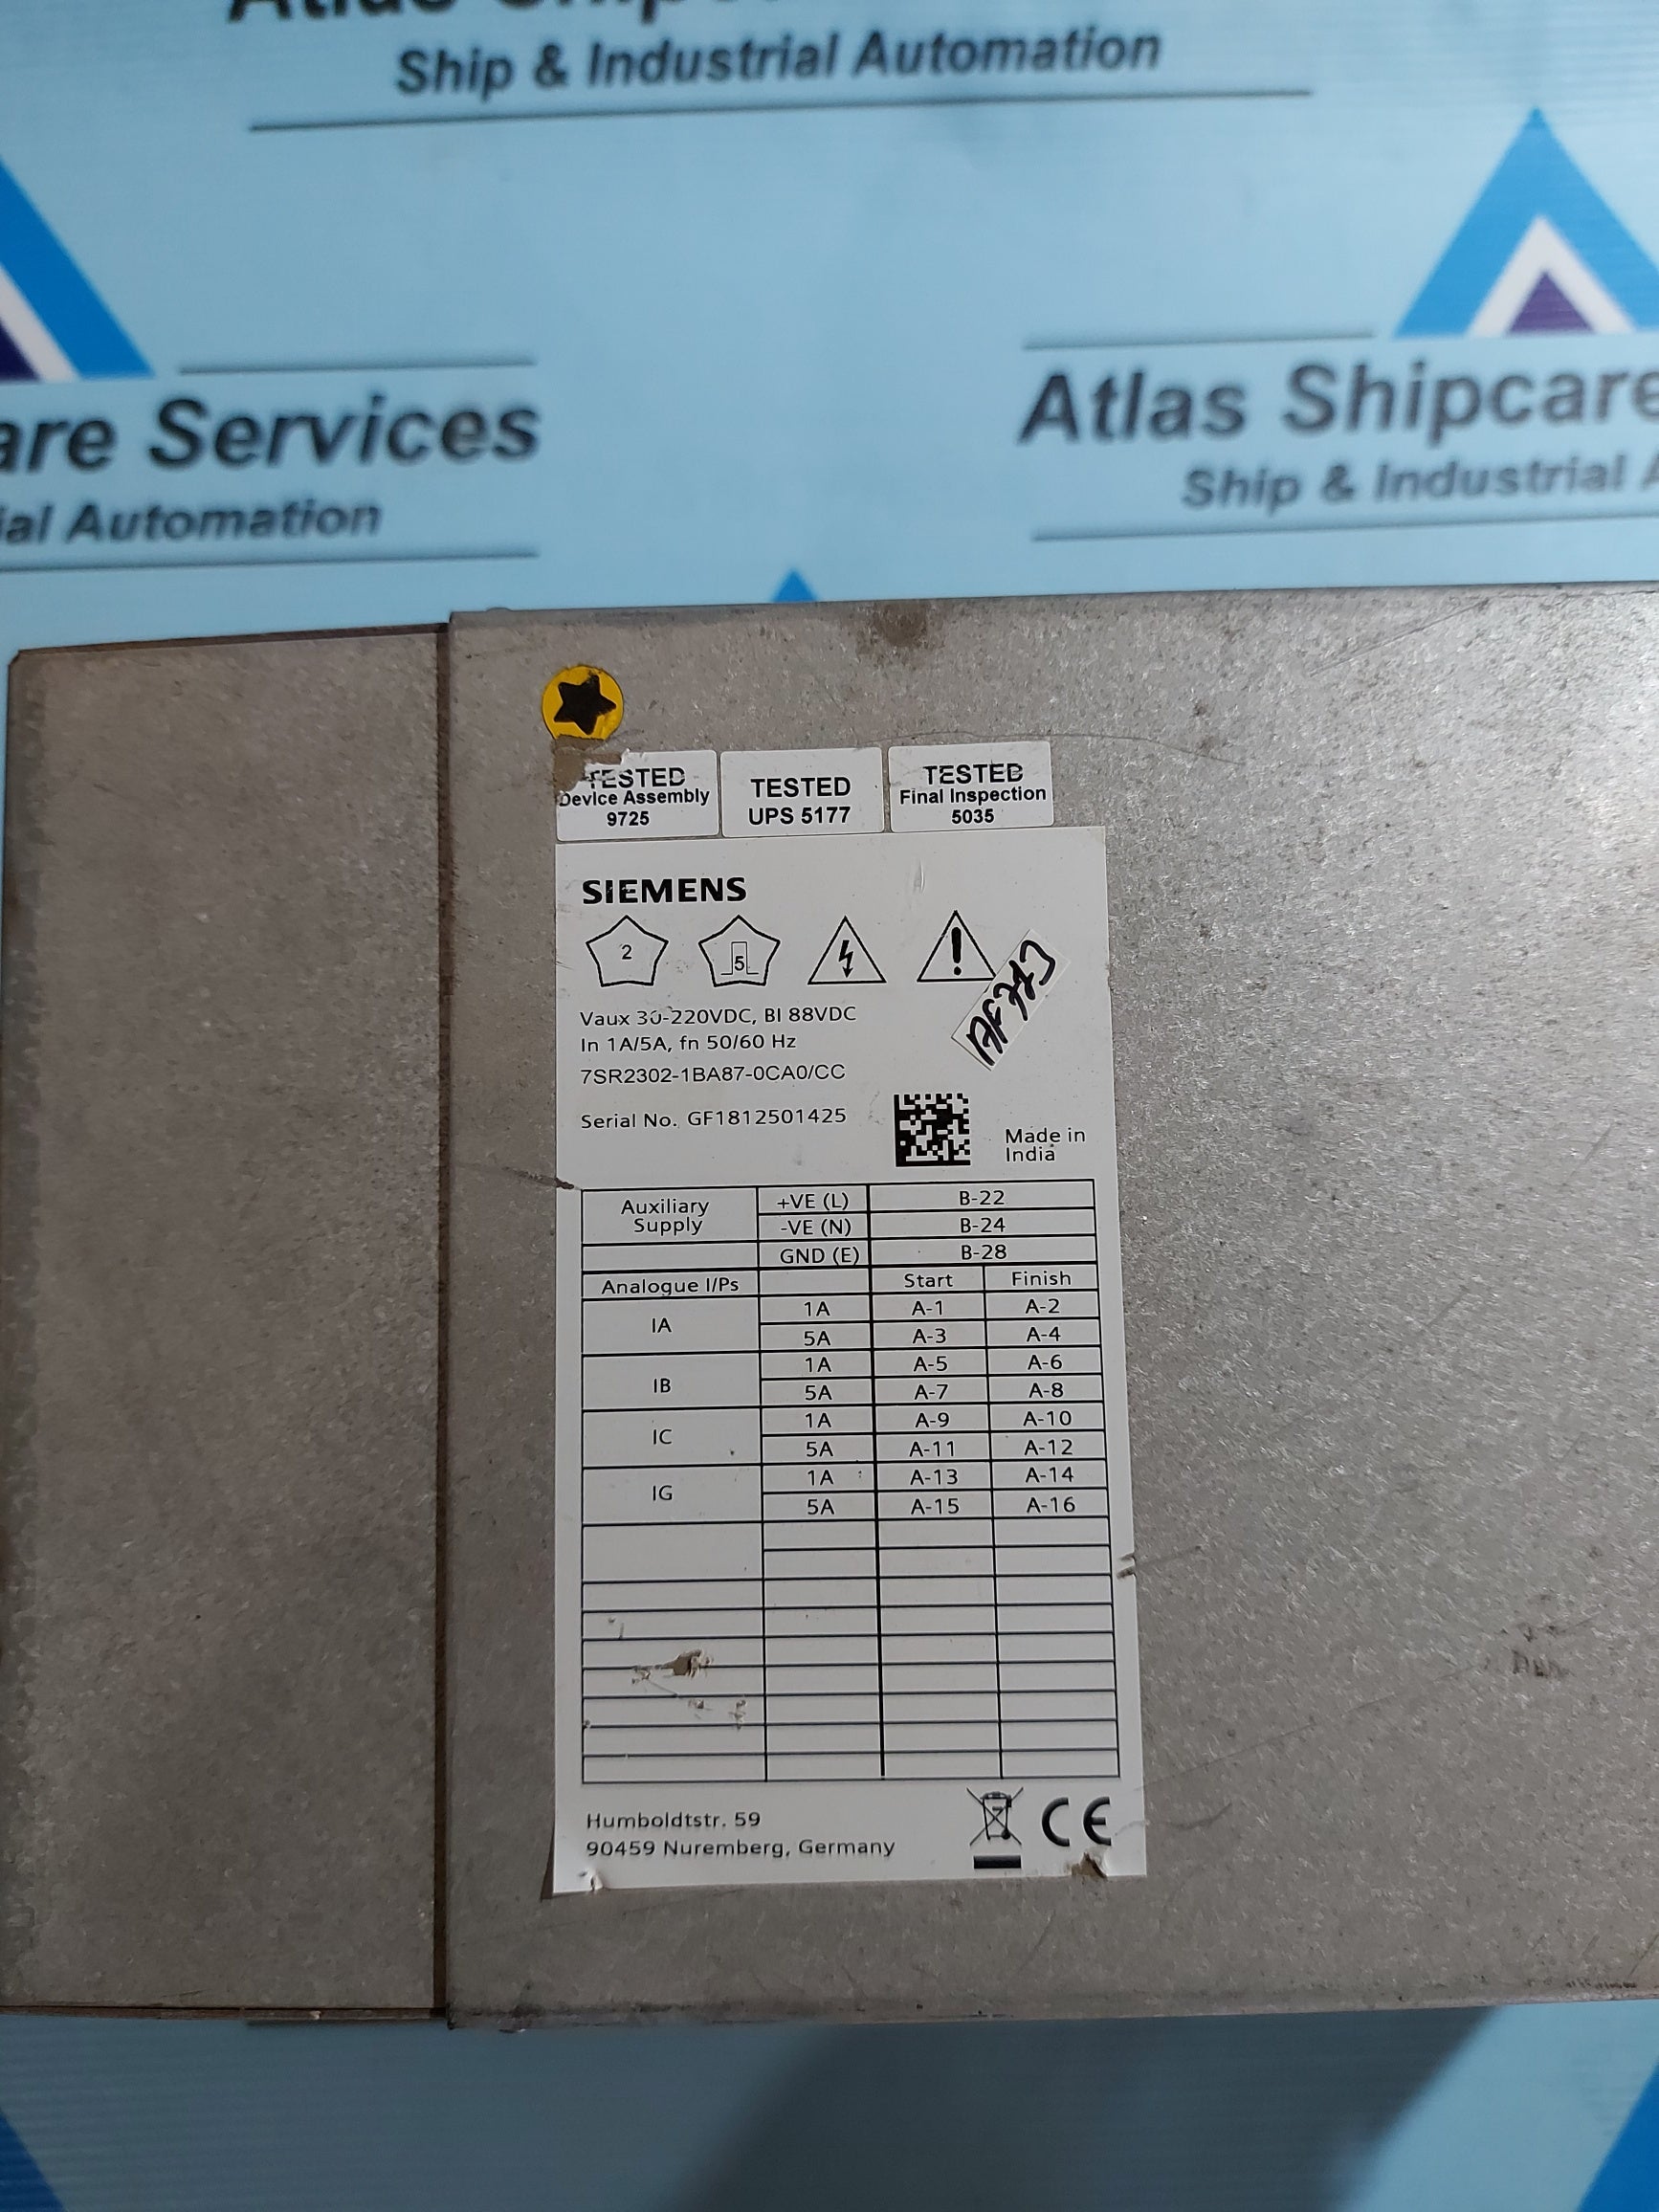 Atlas
Ship & Industrial Automation
are Services
ial Automation
Atlas Shipcare
Ship & Industrial A
TESTED
Device Assembly
9725
TESTED
UPS 5177
TESTED
Final Inspection
5035
SIEMENS
2
5
Vaux 30-220VDC, BI 88VDC
In 1A/5A, fn 50/60 Hz
7SR2302-1BA87-0CA0/CC
Serial No. GF1812501425
Made in
India
Auxiliary Supply +VE (L) B-22
-VE (N) B-24
GND (E) B-28
Analogue I/Ps Start Finish
IA 1A A-1 A-2
5A A-3 A-4
IB 1A A-5 A-6
5A A-7 A-8
IC 1A A-9 A-10
5A A-11 A-12
IG 1A A-13 A-14
5A A-15 A-16
Humboldtstr. 59
90459 Nuremberg, Germany
CE